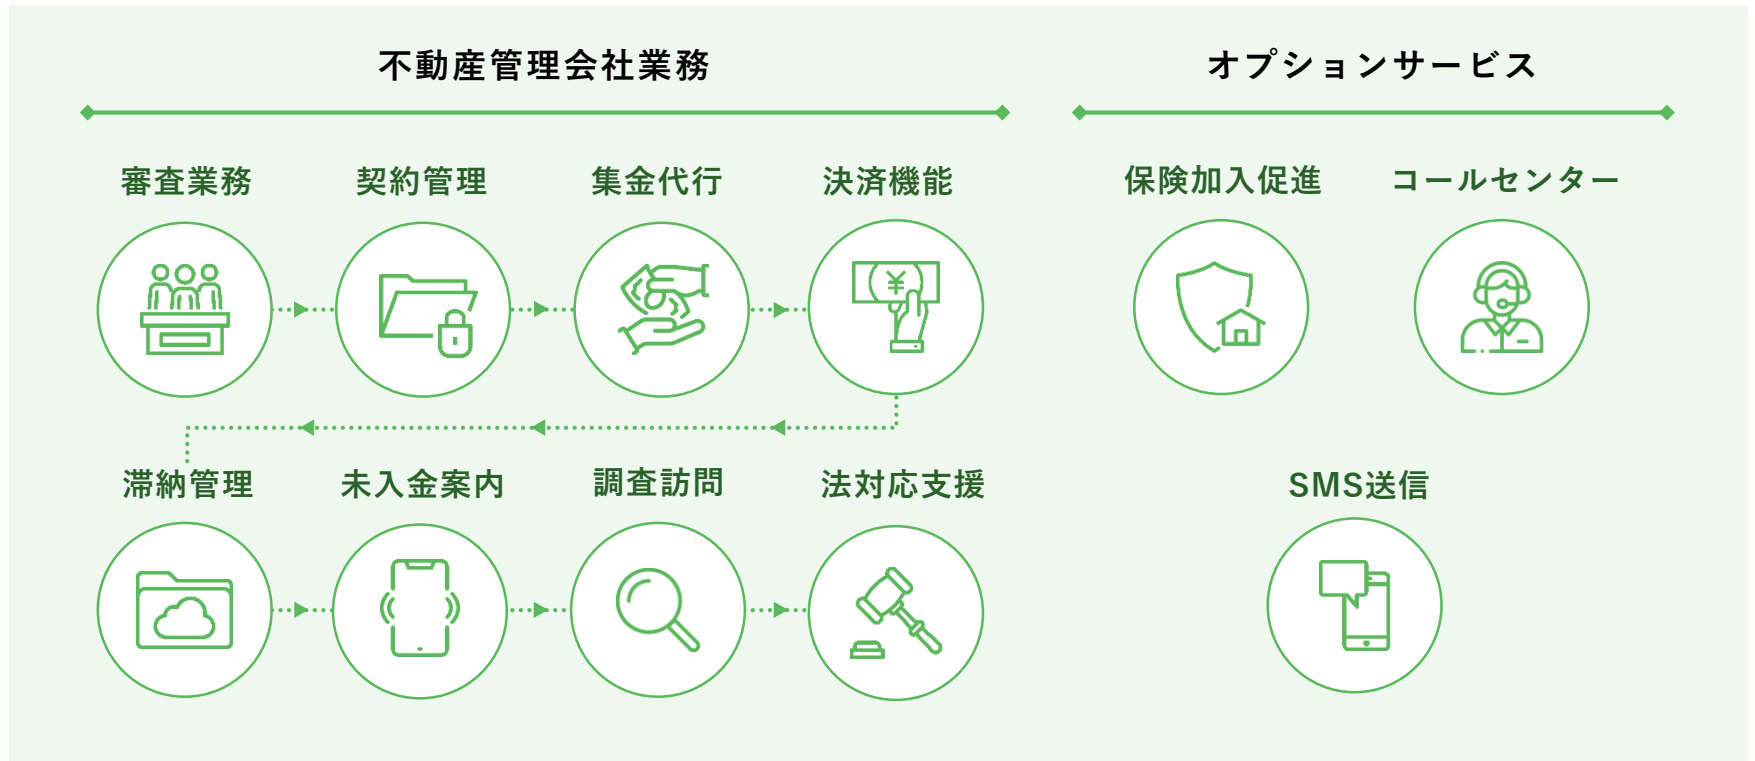 不動産管理会社業務
オプションサービス
審査業務
契約管理
集金代行
決済機能
保険加入促進
コールセンター
¥
滞納管理
未入金案内
調査訪問
法対応支援
SMS送信